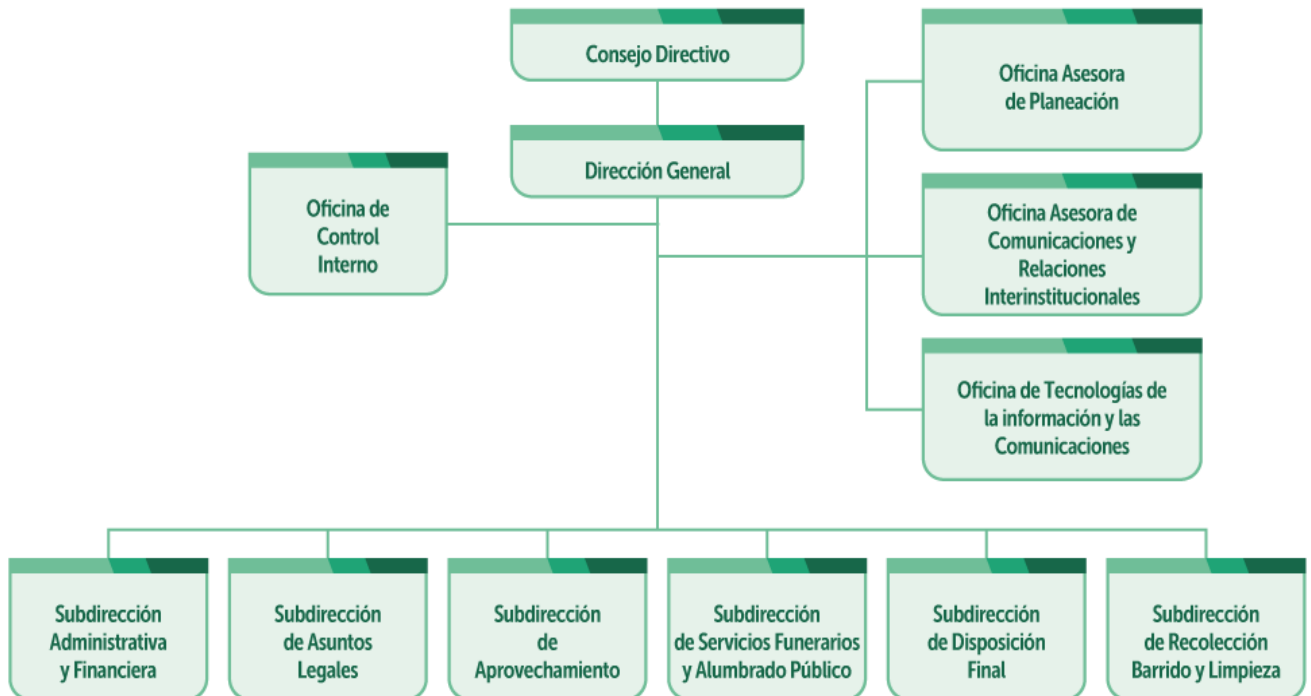 Consejo Directivo
Dirección General
Oficina de
Control
Interno
Oficina Asesora
de Planeación
Oficina Asesora de
Comunicaciones y
Relaciones
Interinstitucionales
Oficina de Tecnologías de
la información y las
Comunicaciones
Subdirección
Administrativa
y Financiera
Subdirección
de Asuntos
Legales
Subdirección
de
Aprovechamiento
Subdirección
de Servicios Funerarios
y Alumbrado Público
Subdirección
de Disposición
Final
Subdirección
de Recolección
Barrido y Limpieza